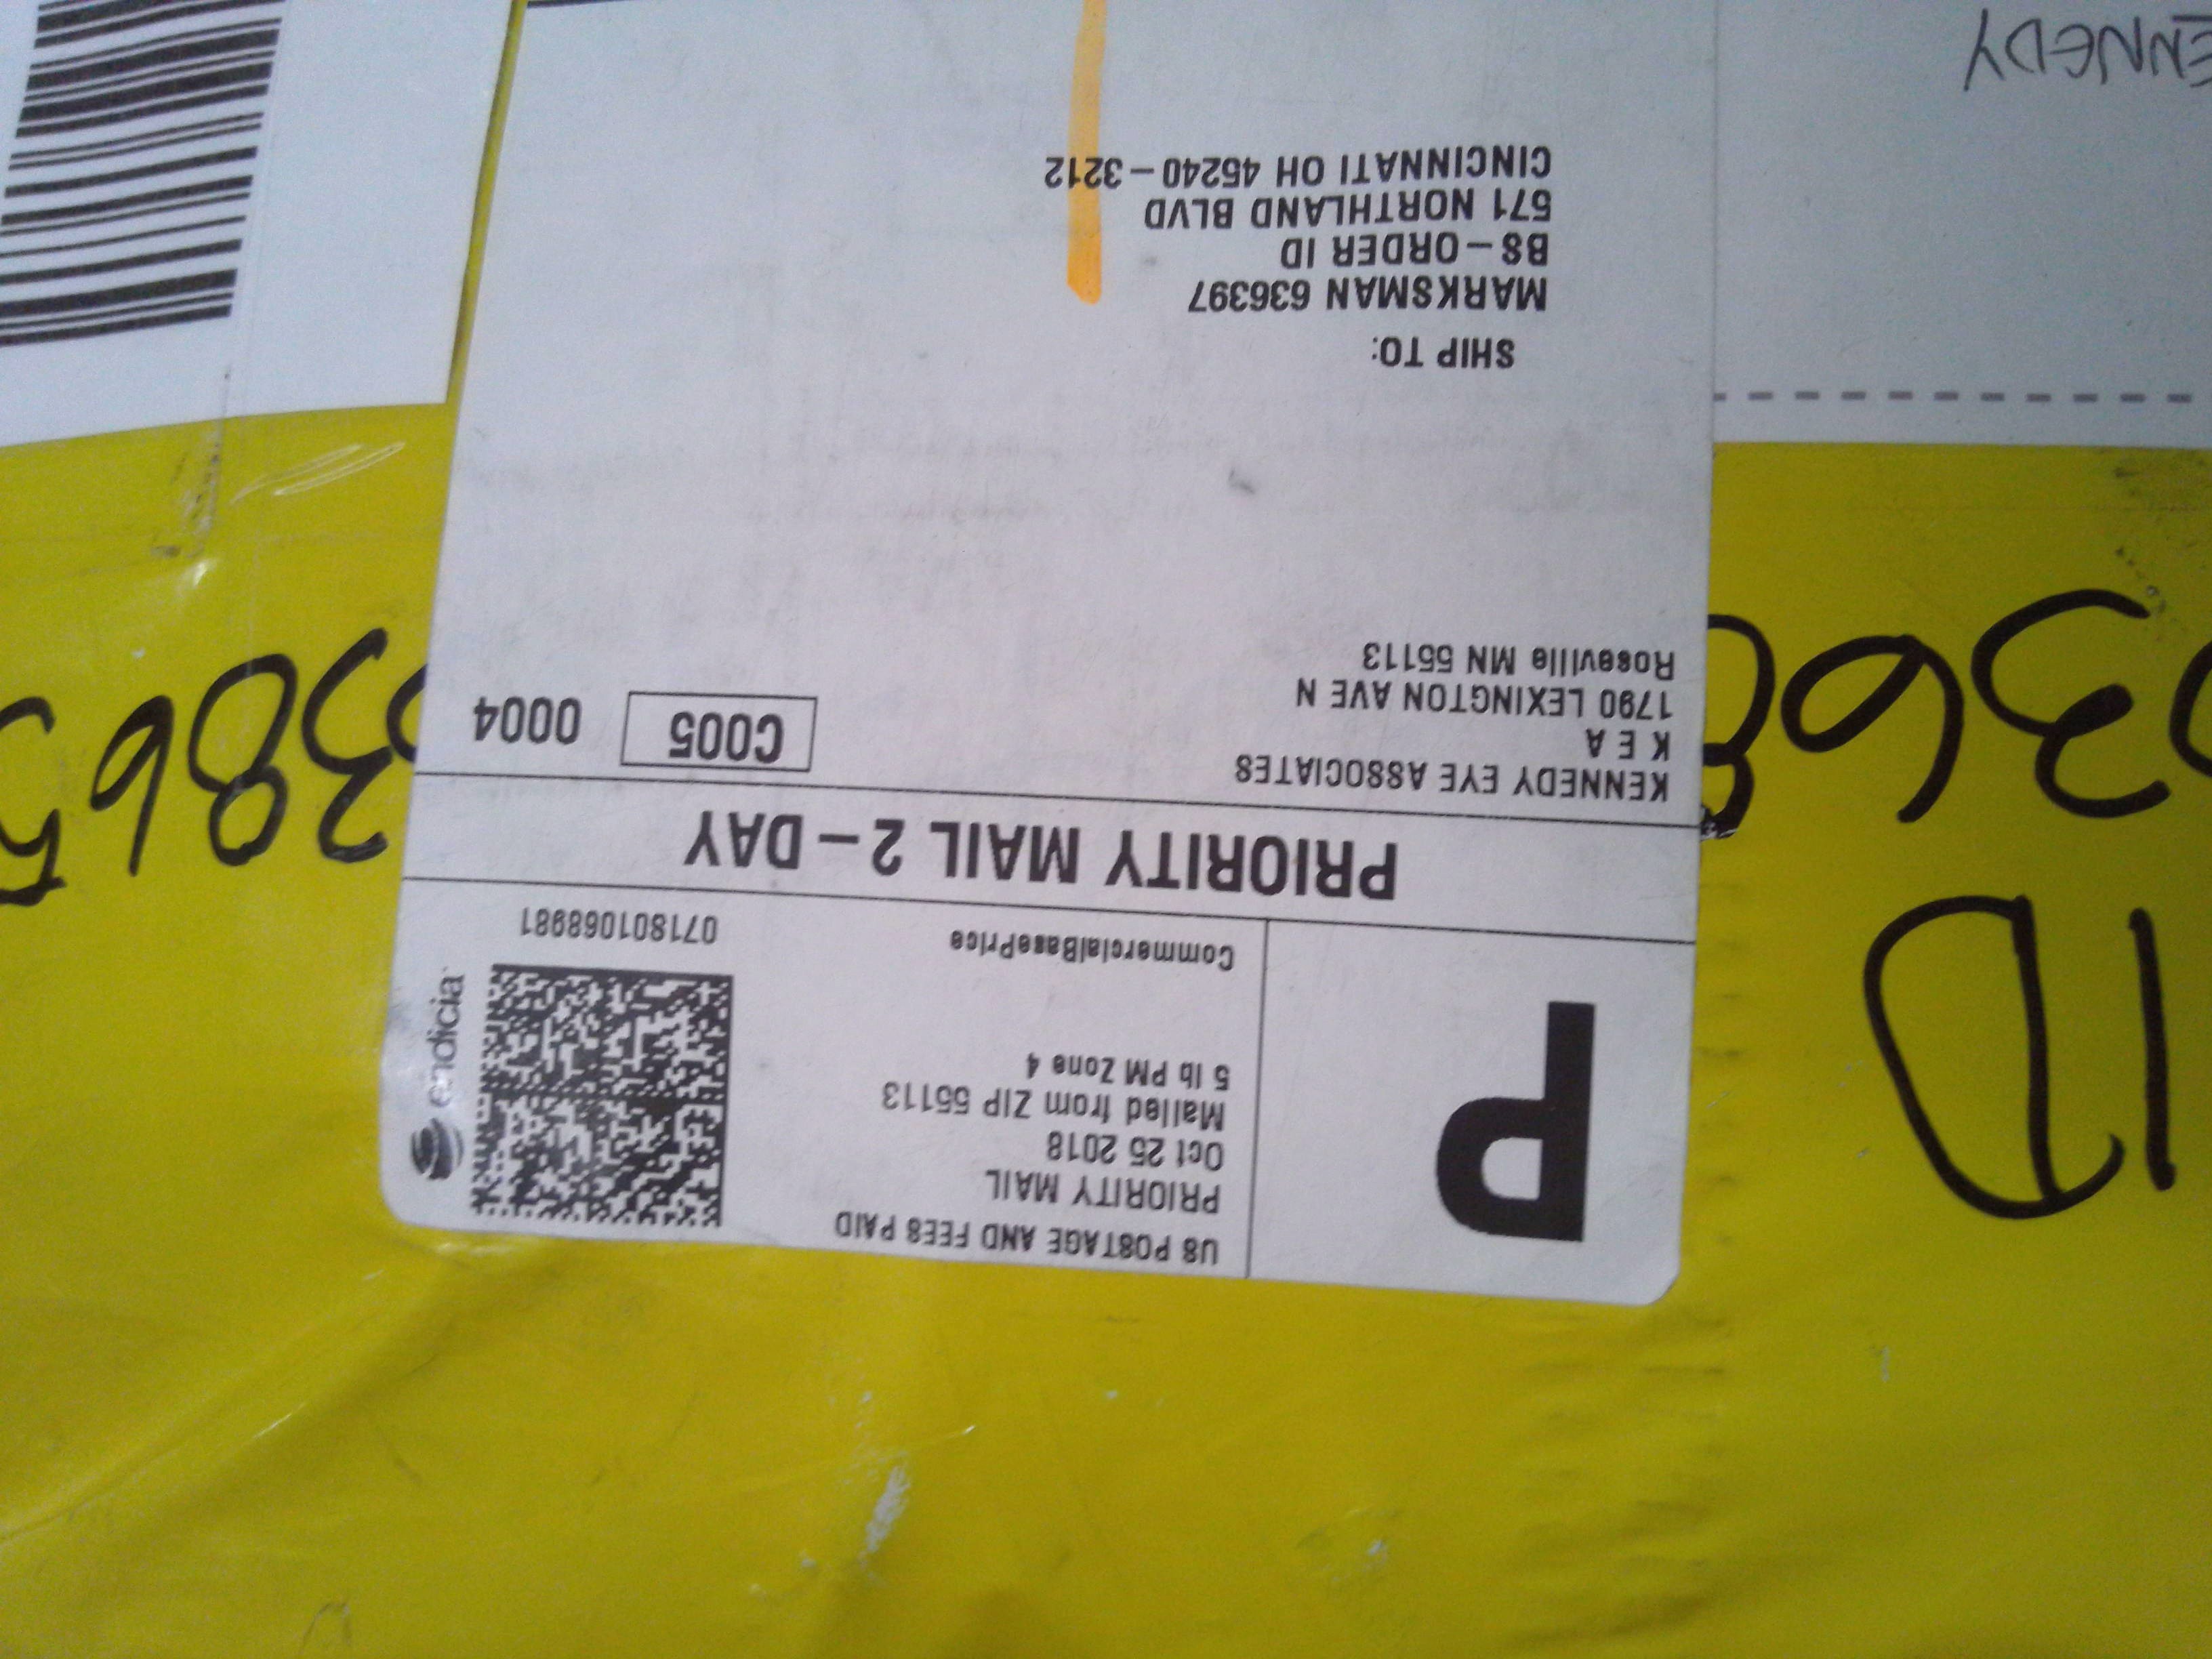 US POSTAGE AND FEES PAID
PRIORITY MAIL
Oct 25 2018
Mailed from ZIP 55113
5 lb PM Zone 4
CommercialBasePrice
P
endicia
071801068981
PRIORITY MAIL 2-DAY
KENNEDY EYE ASSOCIATES
K E A
1790 LEXINGTON AVE N
Roseville MN 55113
C005
0004
SHIP TO:
MARKSMAN 636397
BS-ORDER ID
571 NORTHLAND BLVD
CINCINNATI OH 45240-3212
ID